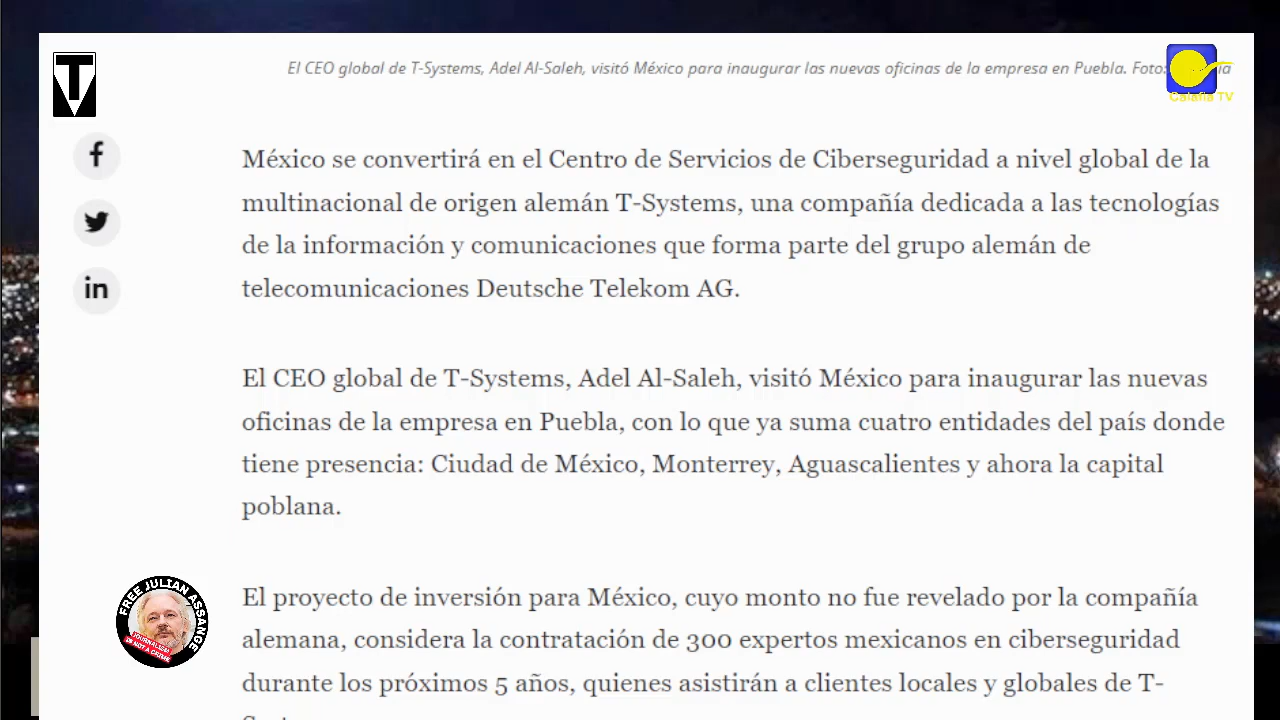 El CEO global de T-Systems, Adel Al-Saleh, visitó México para inaugurar las nuevas oficinas de la empresa en Puebla. Foto:
Calafia TV
TV
México se convertirá en el Centro de Servicios de Ciberseguridad a nivel global de la
multinacional de origen alemán T-Systems, una compañía dedicada a las tecnologías
de la información y comunicaciones que forma parte del grupo alemán de
telecomunicaciones Deutsche Telekom AG.
El CEO global de T-Systems, Adel Al-Saleh, visitó México para inaugurar las nuevas
oficinas de la empresa en Puebla, con lo que ya suma cuatro entidades del país donde
tiene presencia: Ciudad de México, Monterrey, Aguascalientes y ahora la capital
poblana.
FREE JULIAN ASSANGE
JOURNALISM
IS NOT A CRIME
El proyecto de inversión para México, cuyo monto no fue revelado por la compañía
alemana, considera la contratación de 300 expertos mexicanos en ciberseguridad
durante los próximos 5 años, quienes asistirán a clientes locales y globales de T-